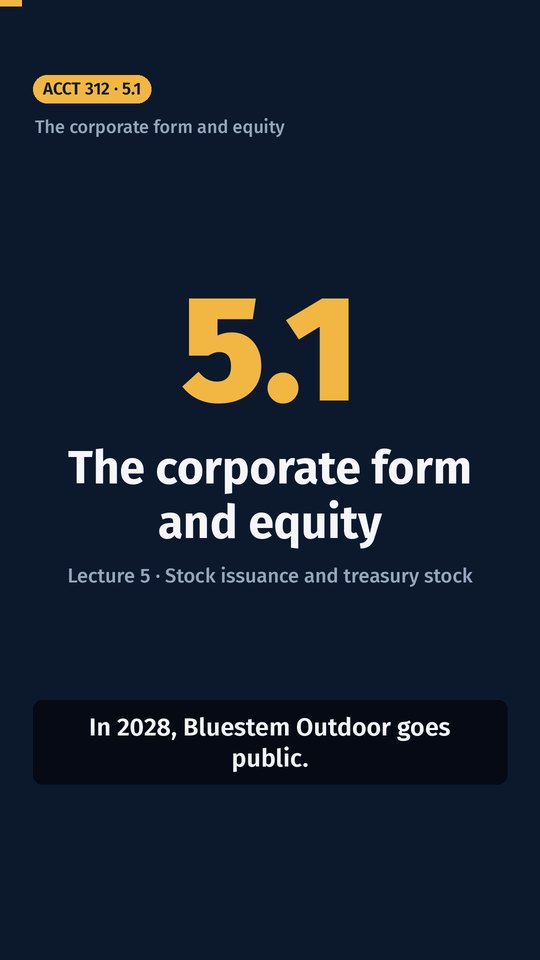 ACCT 312 · 5.1
The corporate form and equity
5.1
The corporate form
and equity
Lecture 5 · Stock issuance and treasury stock
In 2028, Bluestem Outdoor goes
public.